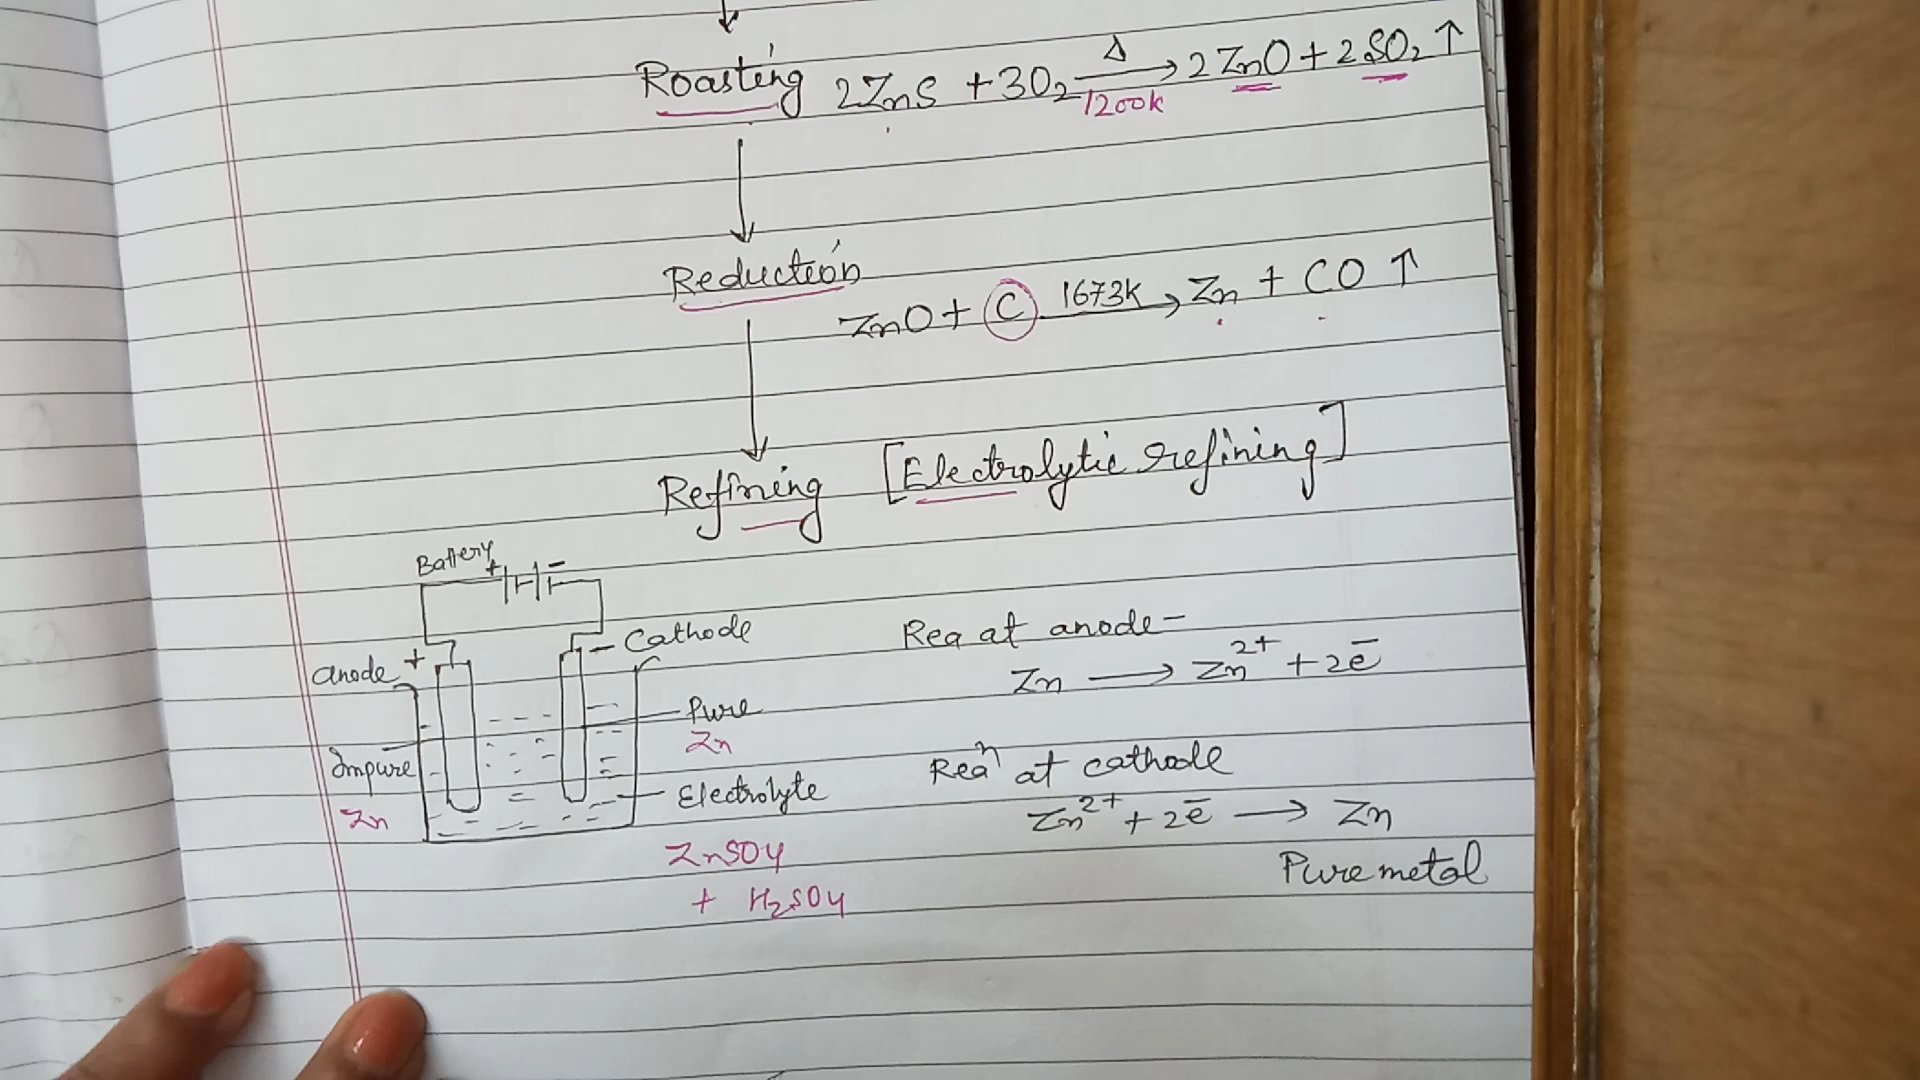 Roasting 2ZnS + 3O₂ —Δ→ 2ZnO + 2SO₂ ↑
1200k
Reduction
ZnO + C 1673K → Zn + CO ↑
Refining [Electrolytic refining]
Battery
+ -
Cathode
anode + -
Pure
Zn
Impure
Zn
Electrolyte
ZnSO4
+ H₂SO4
Rea at anode-
Zn → Zn²⁺ + 2e⁻
Reaⁿ at cathode
Zn²⁺ + 2e⁻ → Zn
Pure metal